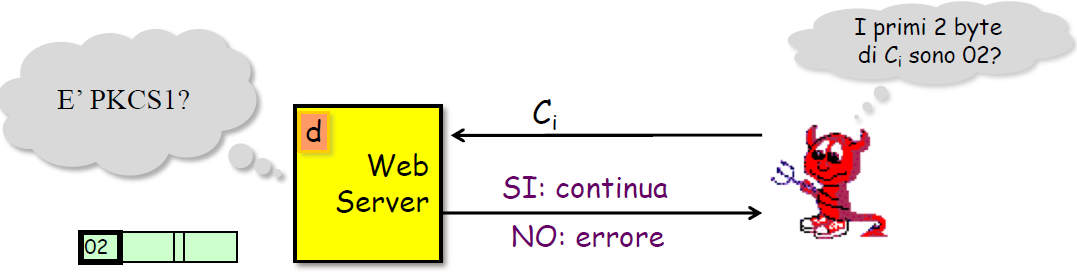 I primi 2 byte
di Ci sono 02?
E' PKCS1?
d
Ci
Web
Server
SI: continua
NO: errore
02